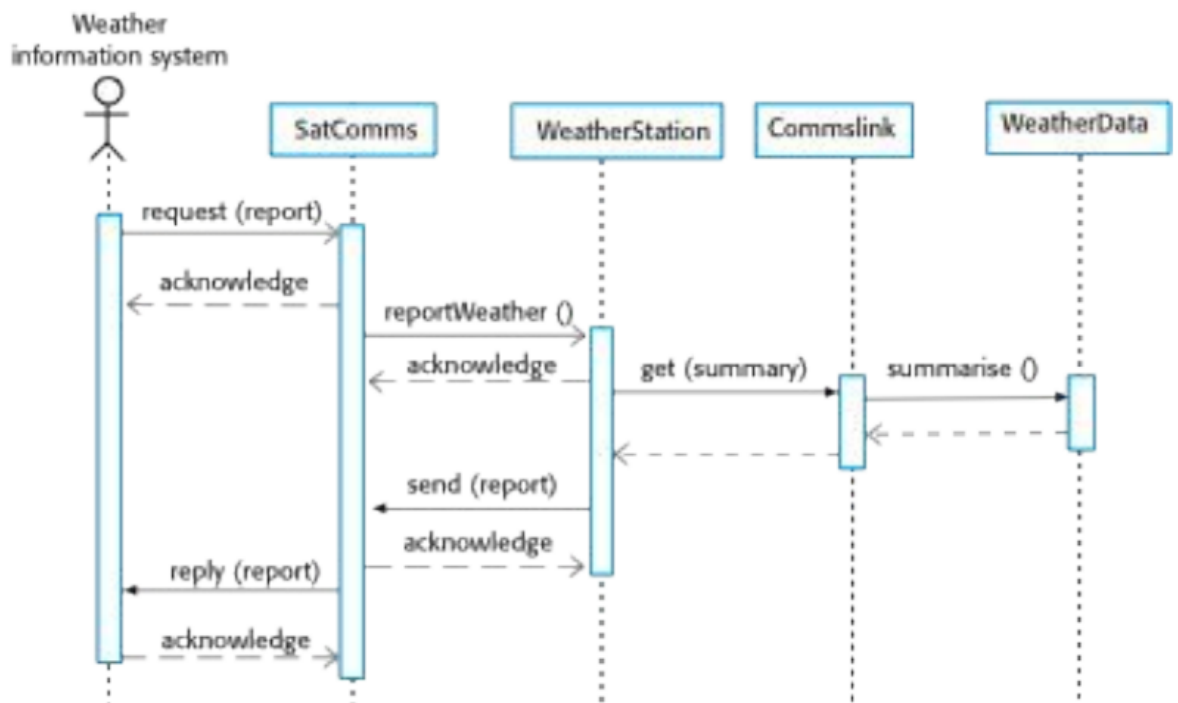 Weather
information system
SatComms
WeatherStation
Commslink
WeatherData
request (report)
acknowledge
reportWeather ()
acknowledge
get (summary)
summarise ()
send (report)
acknowledge
reply (report)
acknowledge